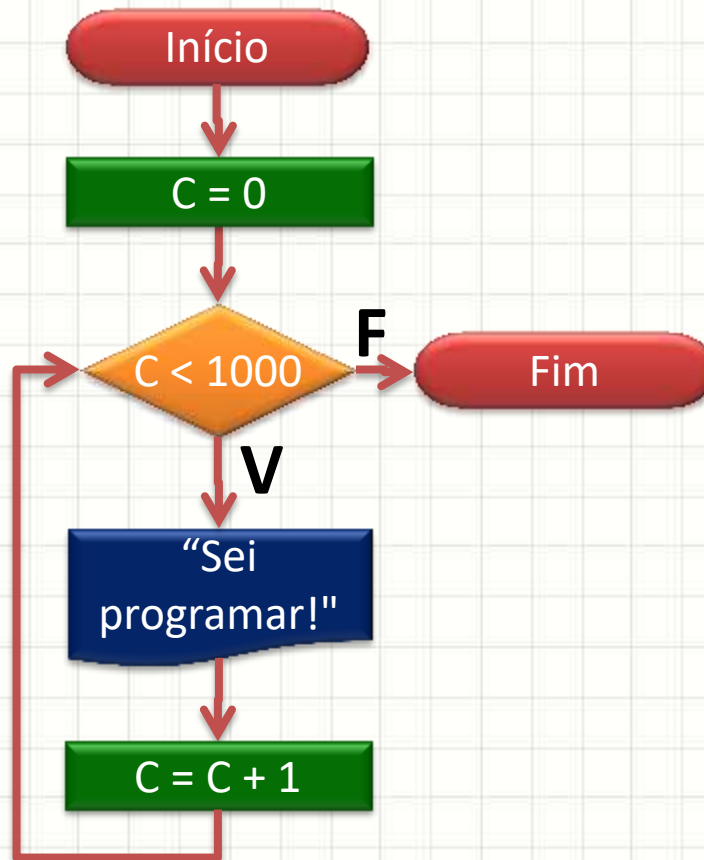 Início
C = 0
C < 1000
F
Fim
V
“Sei
programar!"
C = C + 1